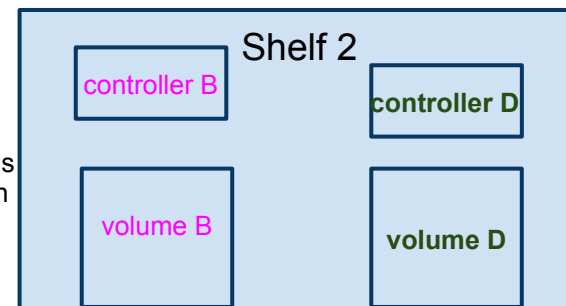 Shelf 2
controller B
controller D
volume B
volume D